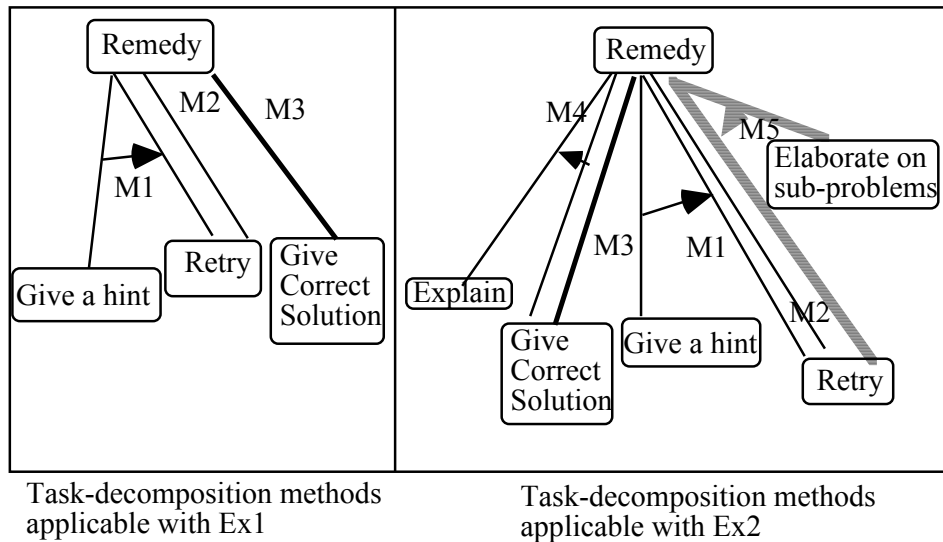 Remedy
M2
M3
M1
Retry
Give a hint
Give
Correct
Solution
Remedy
M4
M5
Elaborate on
sub-problems
M3
M1
Explain
M2
Give
Correct
Solution
Give a hint
Retry
Task-decomposition methods
applicable with Ex1
Task-decomposition methods
applicable with Ex2